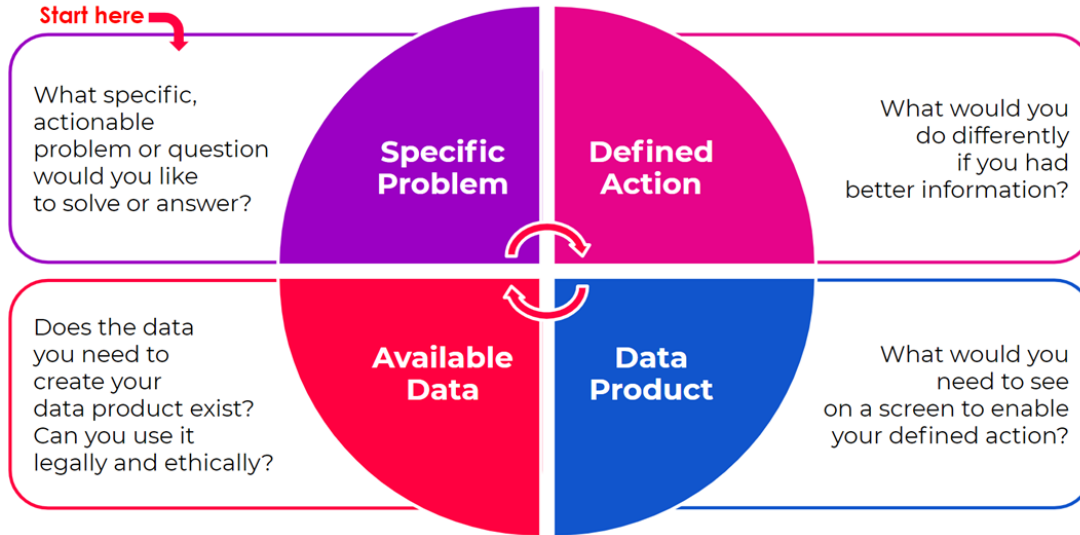 Start here
What specific,
actionable
problem or question
would you like
to solve or answer?
Specific
Problem
Defined
Action
What would you
do differently
if you had
better information?
Does the data
you need to
create your
data product exist?
Can you use it
legally and ethically?
Available
Data
Data
Product
What would you
need to see
on a screen to enable
your defined action?